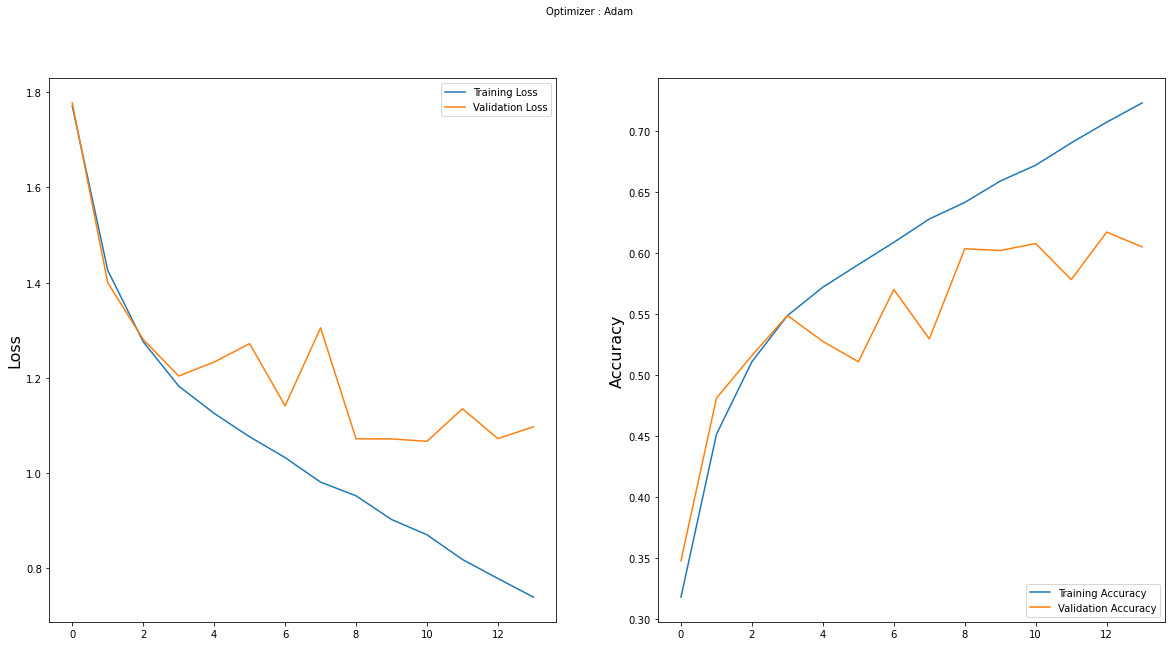 Optimizer : Adam
Loss
1.8
1.6
1.4
1.2
1.0
0.8
0 2 4 6 8 10 12
Training Loss
Validation Loss
Accuracy
0.70
0.65
0.60
0.55
0.50
0.45
0.40
0.35
0.30
0 2 4 6 8 10 12
Training Accuracy
Validation Accuracy